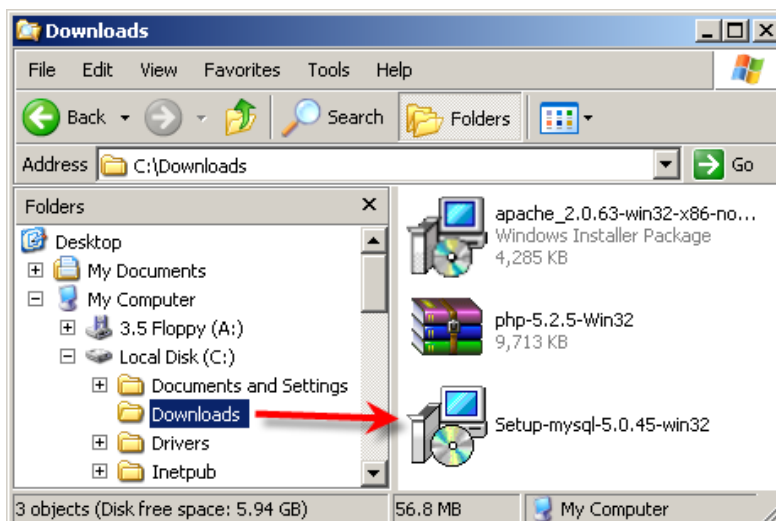 Downloads
File Edit View Favorites Tools Help
Back Search Folders
Address C:\Downloads Go
Folders
Desktop
My Documents
My Computer
3.5 Floppy (A:)
Local Disk (C:)
Documents and Settings
Downloads
Drivers
Inetpub
apache_2.0.63-win32-x86-no...
Windows Installer Package
4,285 KB
php-5.2.5-Win32
9,713 KB
Setup-mysql-5.0.45-win32
3 objects (Disk free space: 5.94 GB) 56.8 MB My Computer